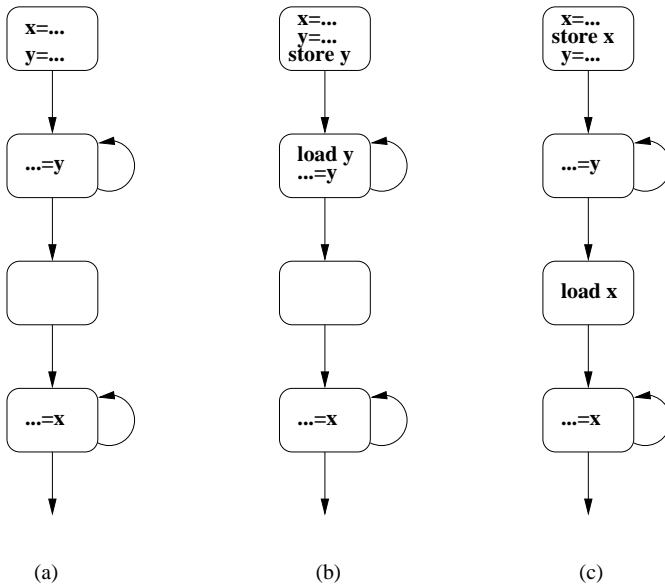 x=...
y=...
...=y
...=x
(a)
x=...
y=...
store y
load y
...=y
...=x
(b)
x=...
store x
y=...
...=y
load x
...=x
(c)